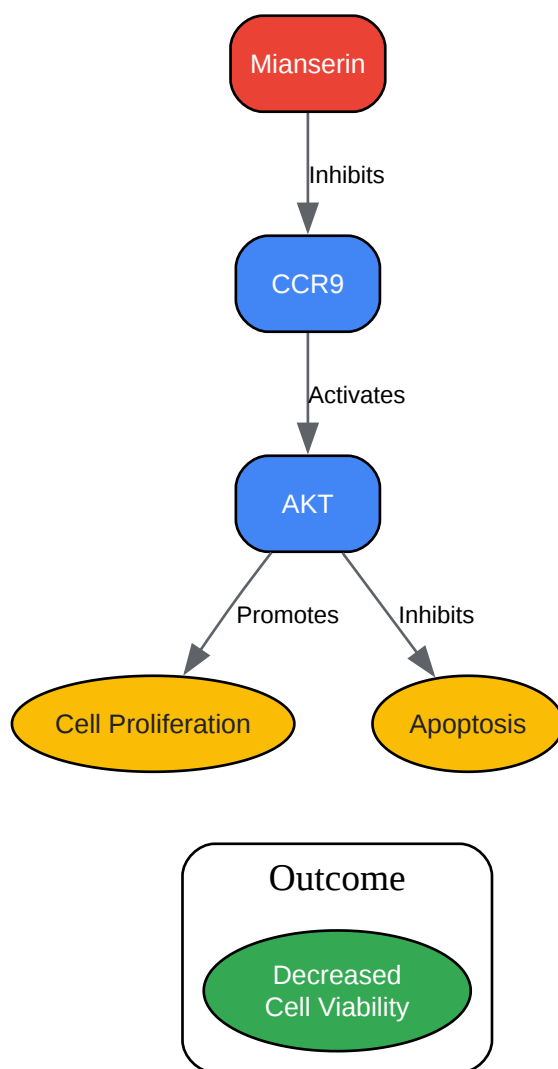 Mianserin
Inhibits
CCR9
Activates
AKT
Promotes
Inhibits
Cell Proliferation
Apoptosis
Outcome
Decreased
Cell Viability